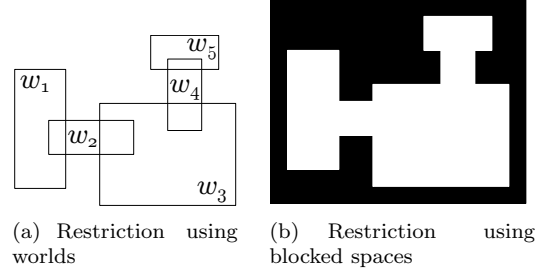 w₅
w₁
w₄
w₂
w₃
(a) Restriction using
worlds
(b) Restriction using
blocked spaces